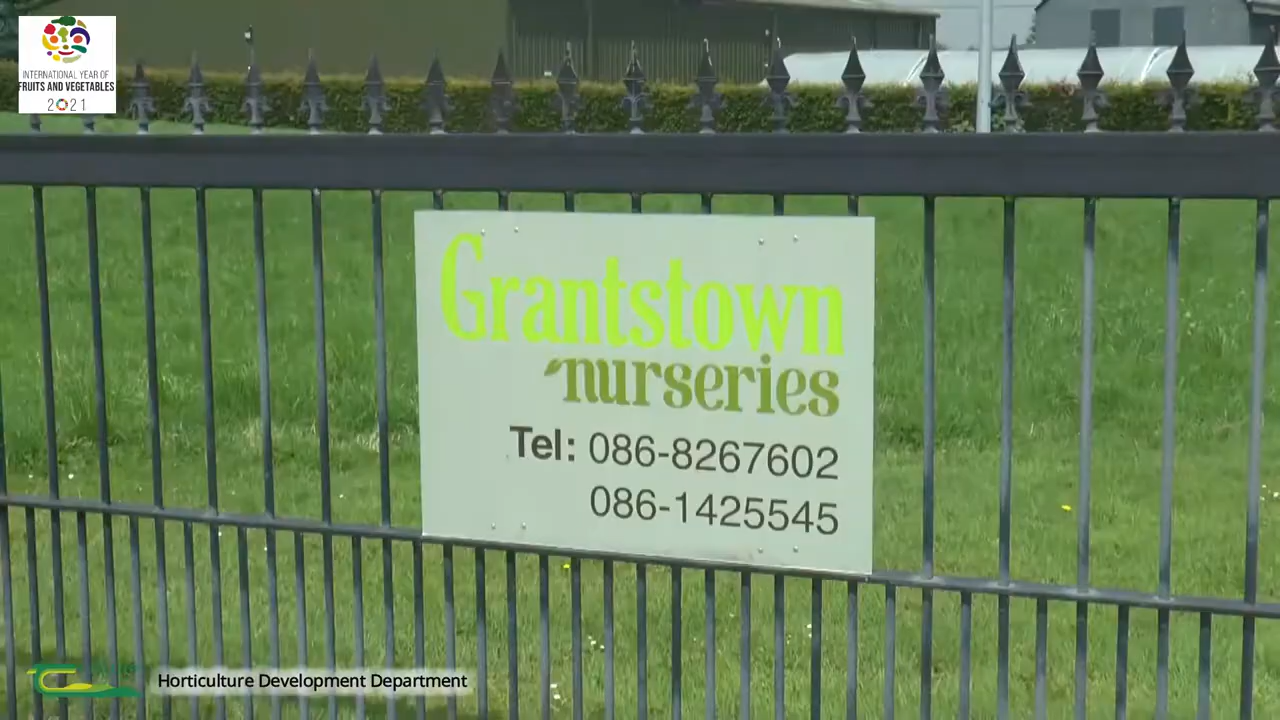 INTERNATIONAL YEAR OF
FRUITS AND VEGETABLES
2021
Grantstown
nurseries
Tel: 086-8267602
086-1425545
Horticulture Development Department